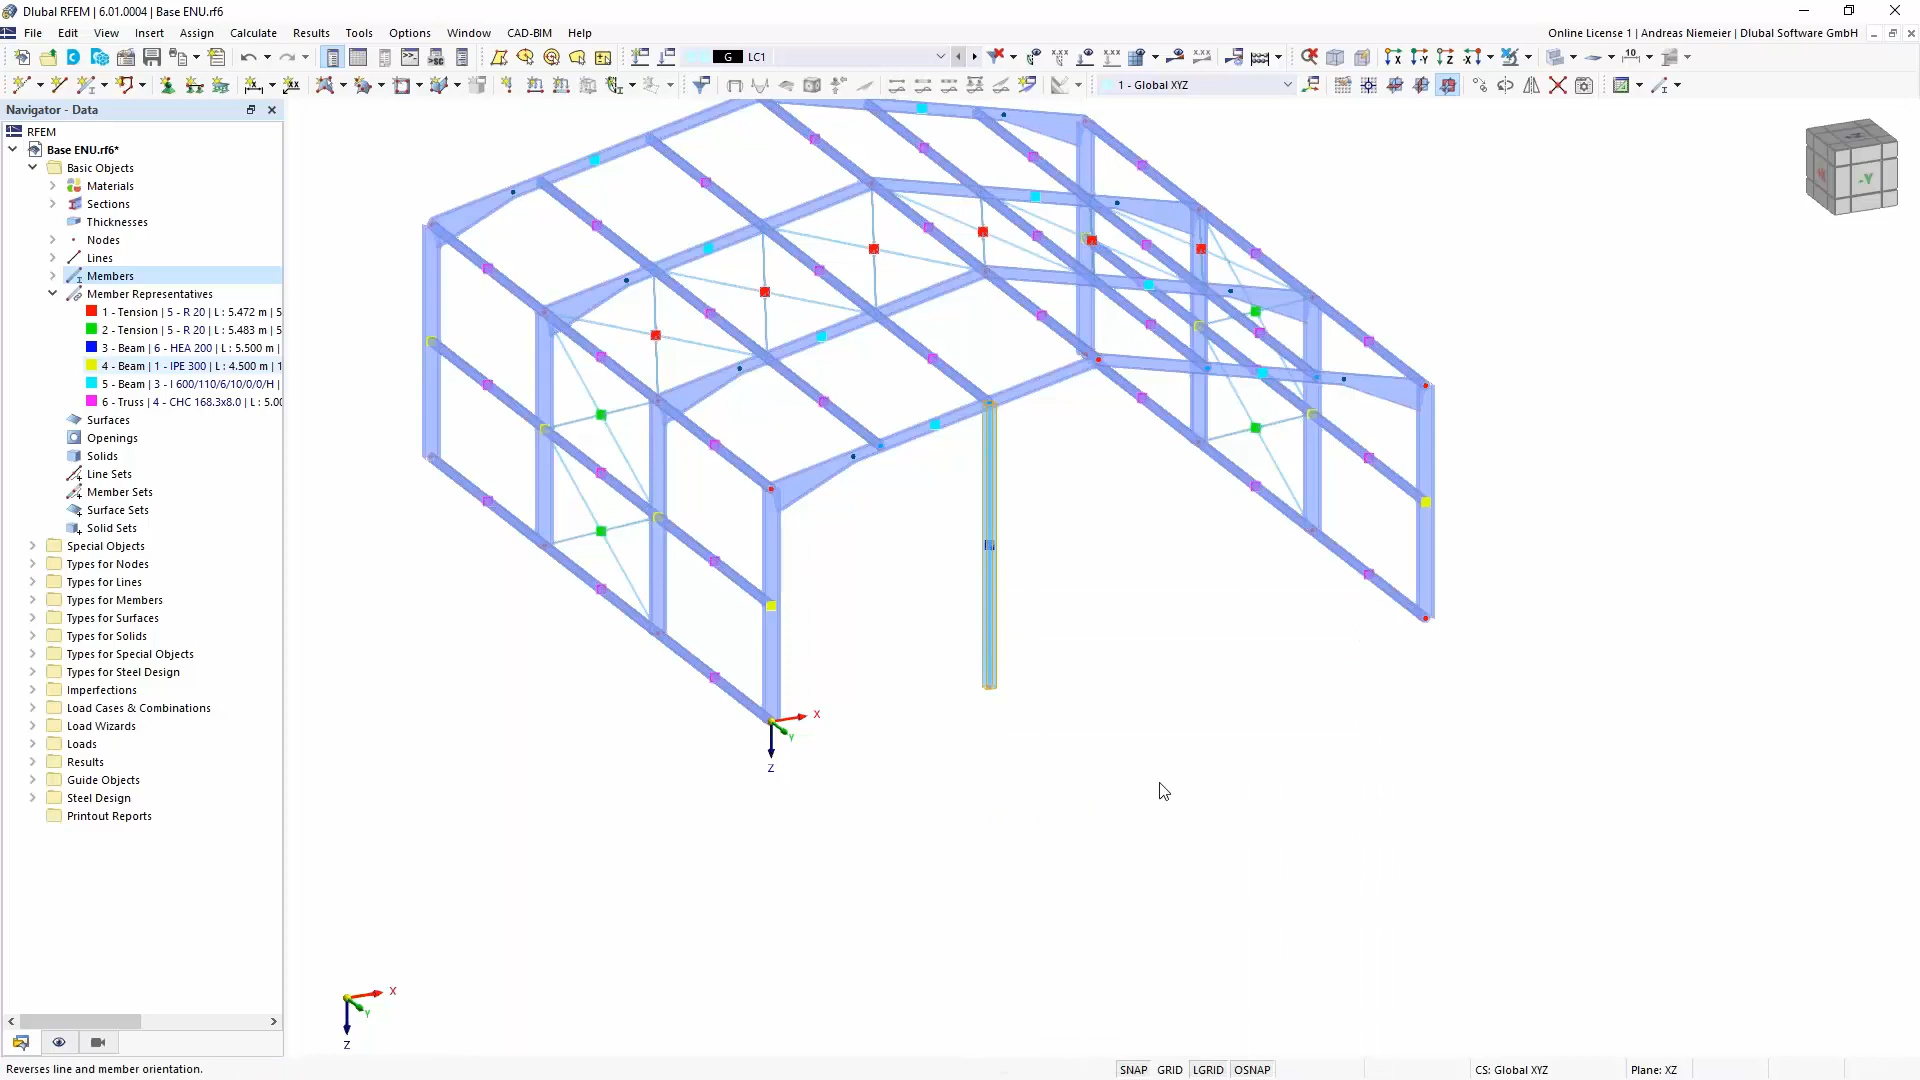 Dlubal RFEM | 6.01.0004 | Base ENU.rf6
File Edit View Insert Assign Calculate Results Tools Options Window CAD-BIM Help
Online License 1 | Andreas Niemeier | Dlubal Software GmbH
G LC1
1 - Global XYZ
Navigator - Data
RFEM
Base ENU.rf6*
Basic Objects
Materials
Sections
Thicknesses
Nodes
Lines
Members
Member Representatives
1 - Tension | 5 - R 20 | L : 5.472 m | 5
2 - Tension | 5 - R 20 | L : 5.483 m | 5
3 - Beam | 6 - HEA 200 | L : 5.500 m |
4 - Beam | 1 - IPE 300 | L : 4.500 m | 1
5 - Beam | 3 - I 600/110/6/10/0/0/H |
6 - Truss | 4 - CHC 168.3x8.0 | L : 5.00
Surfaces
Openings
Solids
Line Sets
Member Sets
Surface Sets
Solid Sets
Special Objects
Types for Nodes
Types for Lines
Types for Members
Types for Surfaces
Types for Solids
Types for Special Objects
Types for Steel Design
Imperfections
Load Cases & Combinations
Load Wizards
Loads
Results
Guide Objects
Steel Design
Printout Reports
-Y
X
Y
Z
X
Y
Z
Reverses line and member orientation.
SNAP GRID LGRID OSNAP
CS: Global XYZ
Plane: XZ